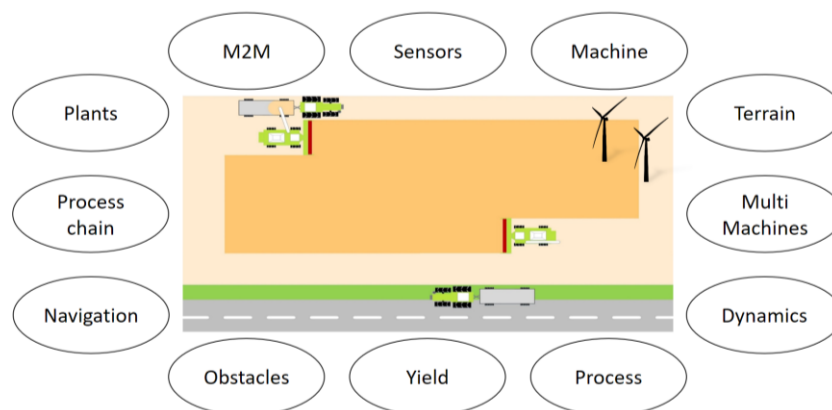 M2M
Sensors
Machine
Plants
Terrain
Process
chain
Multi
Machines
Navigation
Dynamics
Obstacles
Yield
Process